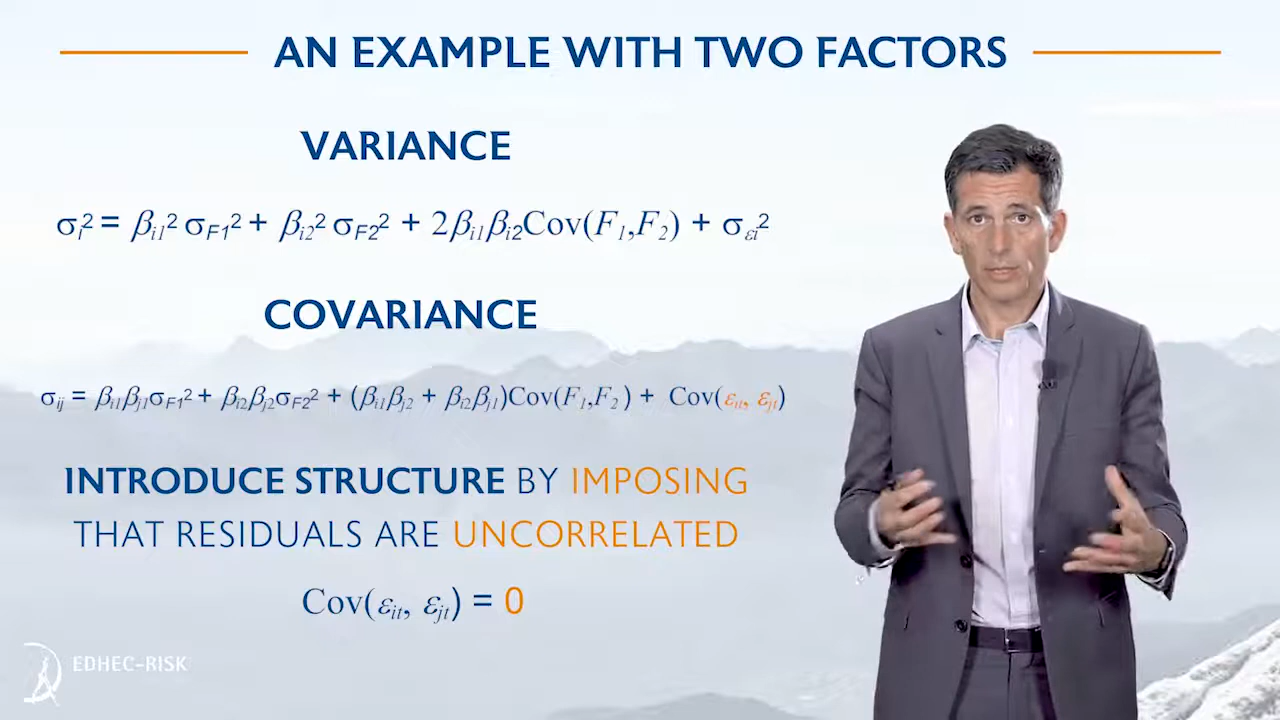 AN EXAMPLE WITH TWO FACTORS
VARIANCE
σᵢ² = βᵢ₁² σF1² + βᵢ₂² σF2² + 2βᵢ₁βᵢ₂Cov(F₁,F₂) + σεᵢ²
COVARIANCE
σᵢⱼ = βᵢ₁βⱼ₁σF1² + βᵢ₂βⱼ₂σF2² + (βᵢ₁βⱼ₂ + βᵢ₂βⱼ₁)Cov(F₁,F₂) + Cov(εᵢₜ, εⱼₜ)
INTRODUCE STRUCTURE BY IMPOSING
THAT RESIDUALS ARE UNCORRELATED
Cov(εᵢₜ, εⱼₜ) = 0
EDHEC-RISK